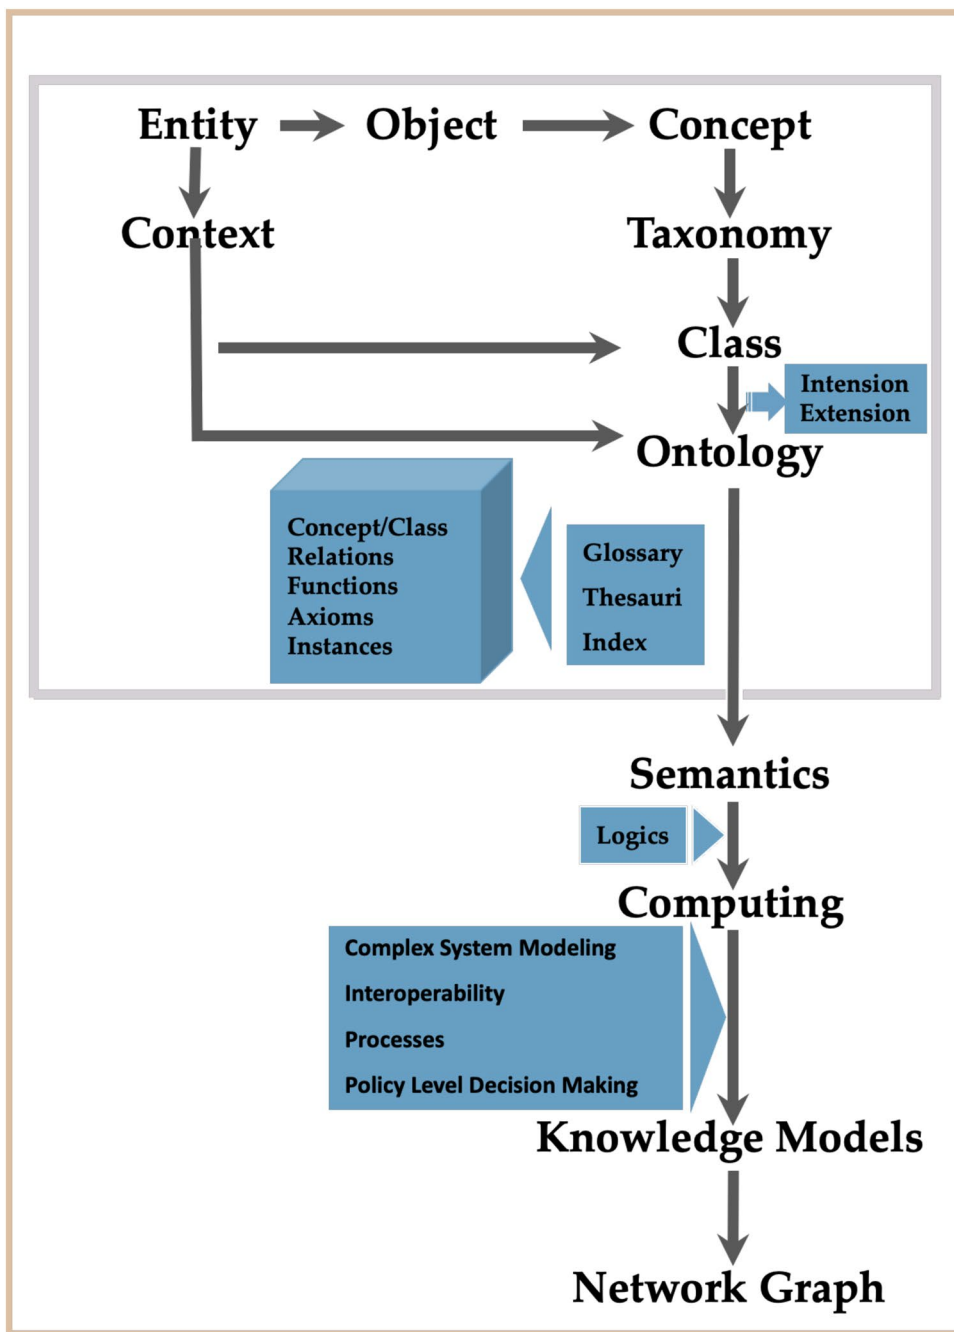 Entity Object Concept
Context Taxonomy
Class
Intension
Extension
Ontology
Concept/Class
Relations
Functions
Axioms
Instances
Glossary
Thesauri
Index
Semantics
Logics
Computing
Complex System Modeling
Interoperability
Processes
Policy Level Decision Making
Knowledge Models
Network Graph